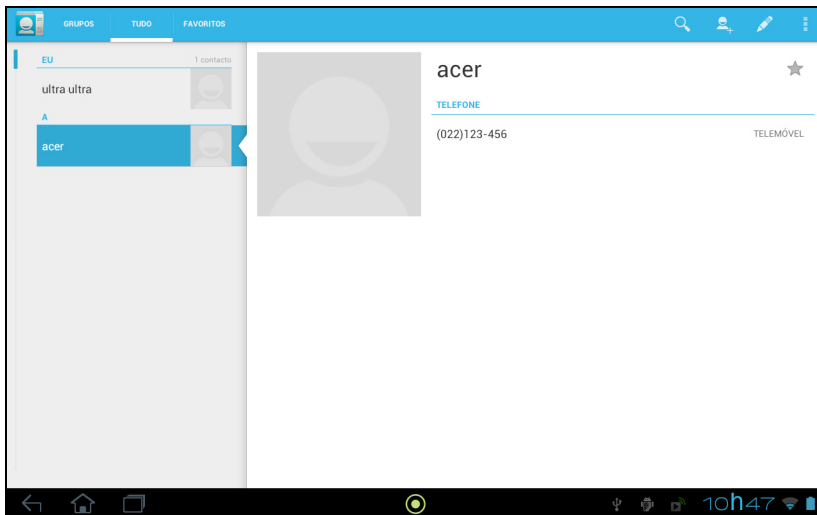 GRUPOS TUDO FAVORITOS
EU 1 contacto
ultra ultra
A
acer
acer
TELEFONE
(022)123-456 TELEMÓVEL
10h47